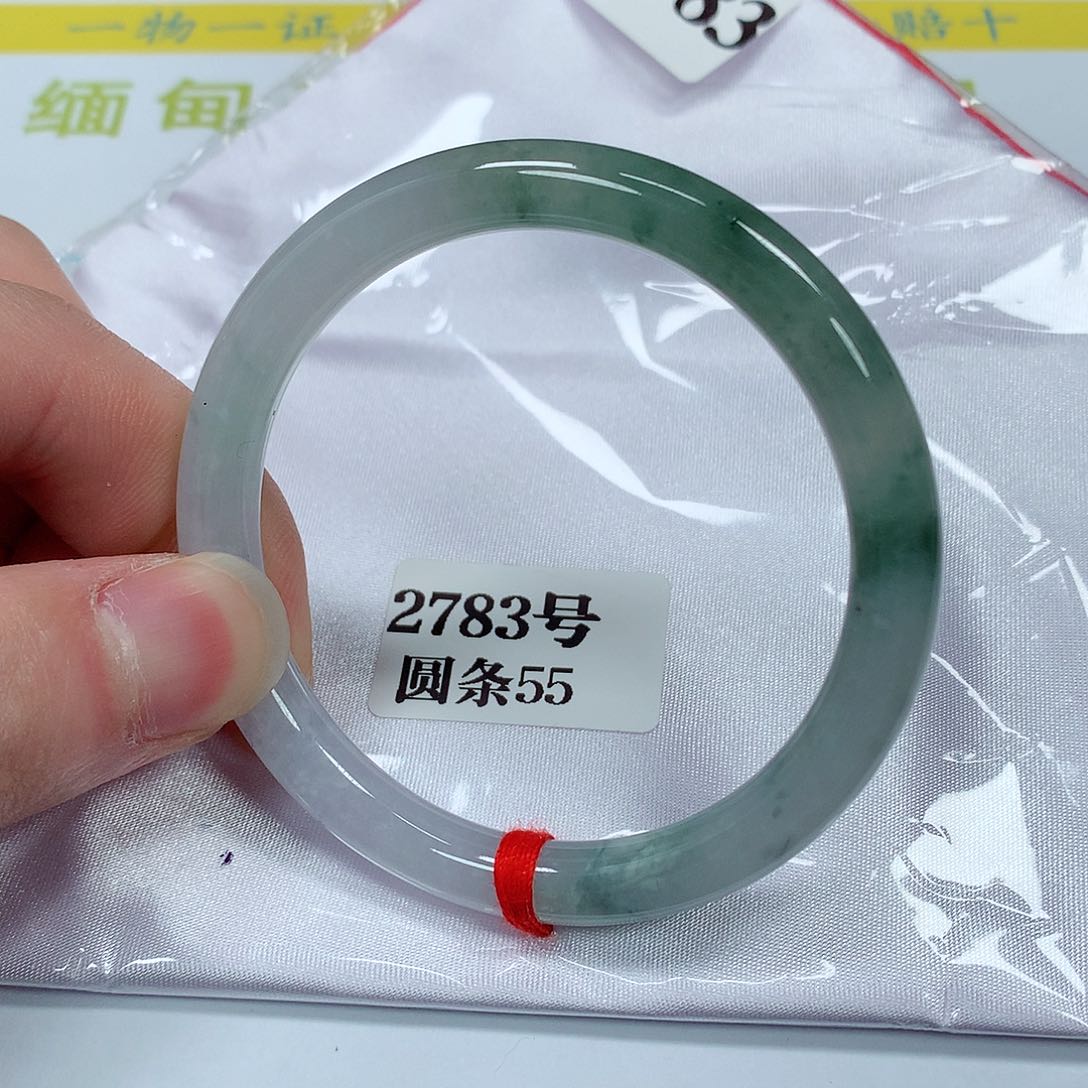 一物一证
赔十
缅甸
83
2783号
圆条55